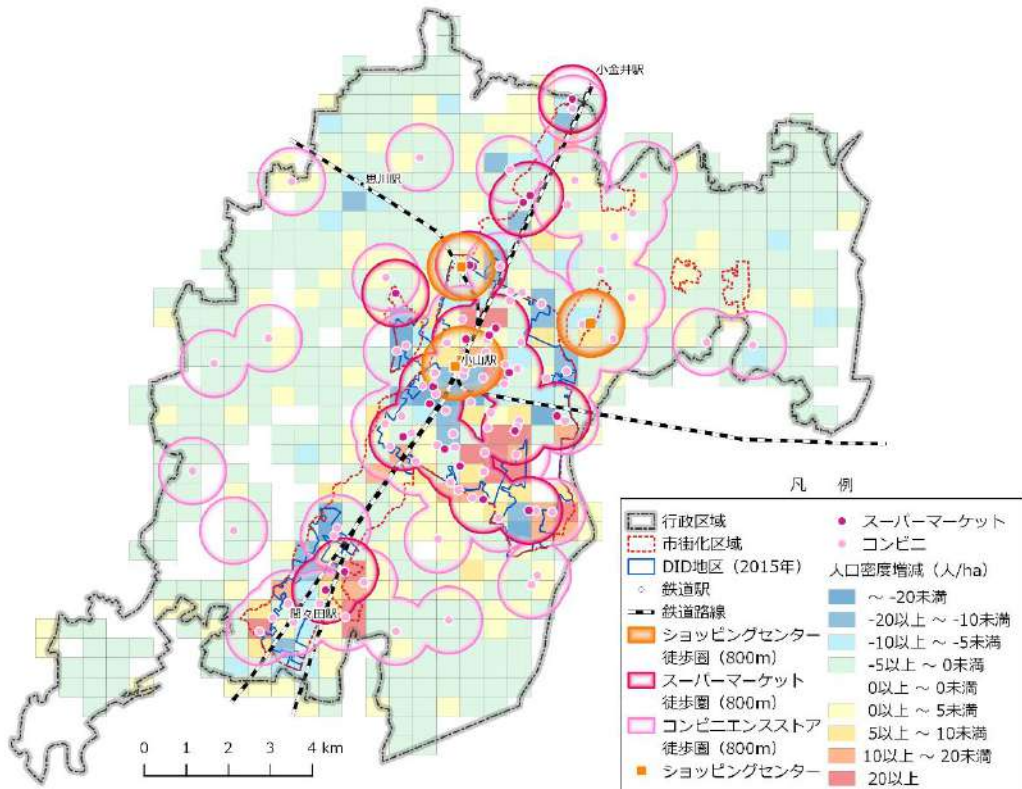 小金井駅
思川駅
小山駅
間々田駅
0 1 2 3 4 km
凡 例
行政区域
市街化区域
DID地区（2015年）
鉄道駅
鉄道路線
ショッピングセンター
徒歩圏（800m）
スーパーマーケット
徒歩圏（800m）
コンビニエンスストア
徒歩圏（800m）
ショッピングセンター
スーパーマーケット
コンビニ
人口密度増減（人/ha）
～ -20未満
-20以上 ～ -10未満
-10以上 ～ -5未満
-5以上 ～ 0未満
0以上 ～ 0未満
0以上 ～ 5未満
5以上 ～ 10未満
10以上 ～ 20未満
20以上